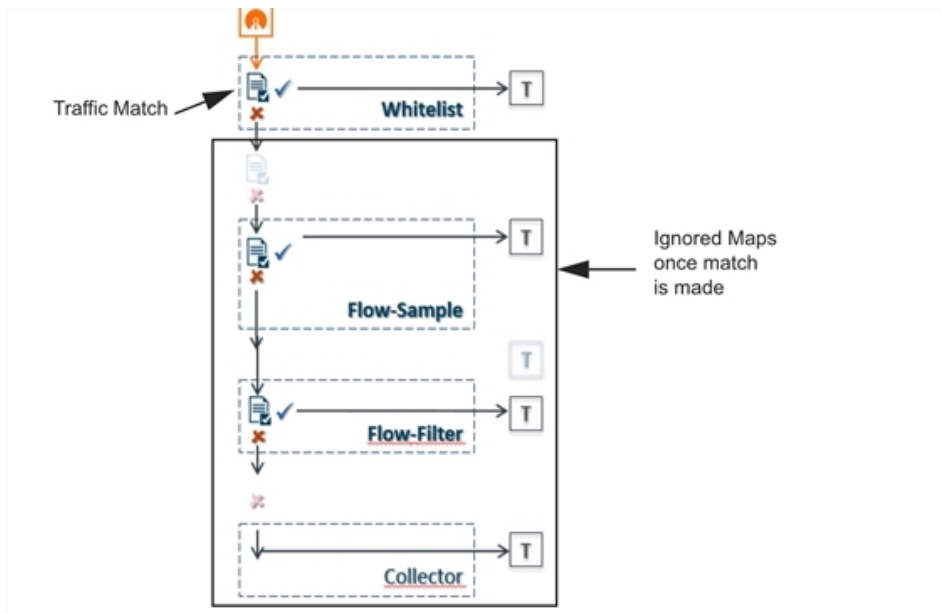 T
Traffic Match
Whitelist
T
Flow-Sample
Ignored Maps
once match
is made
T
T
Flow-Filter
T
Collector